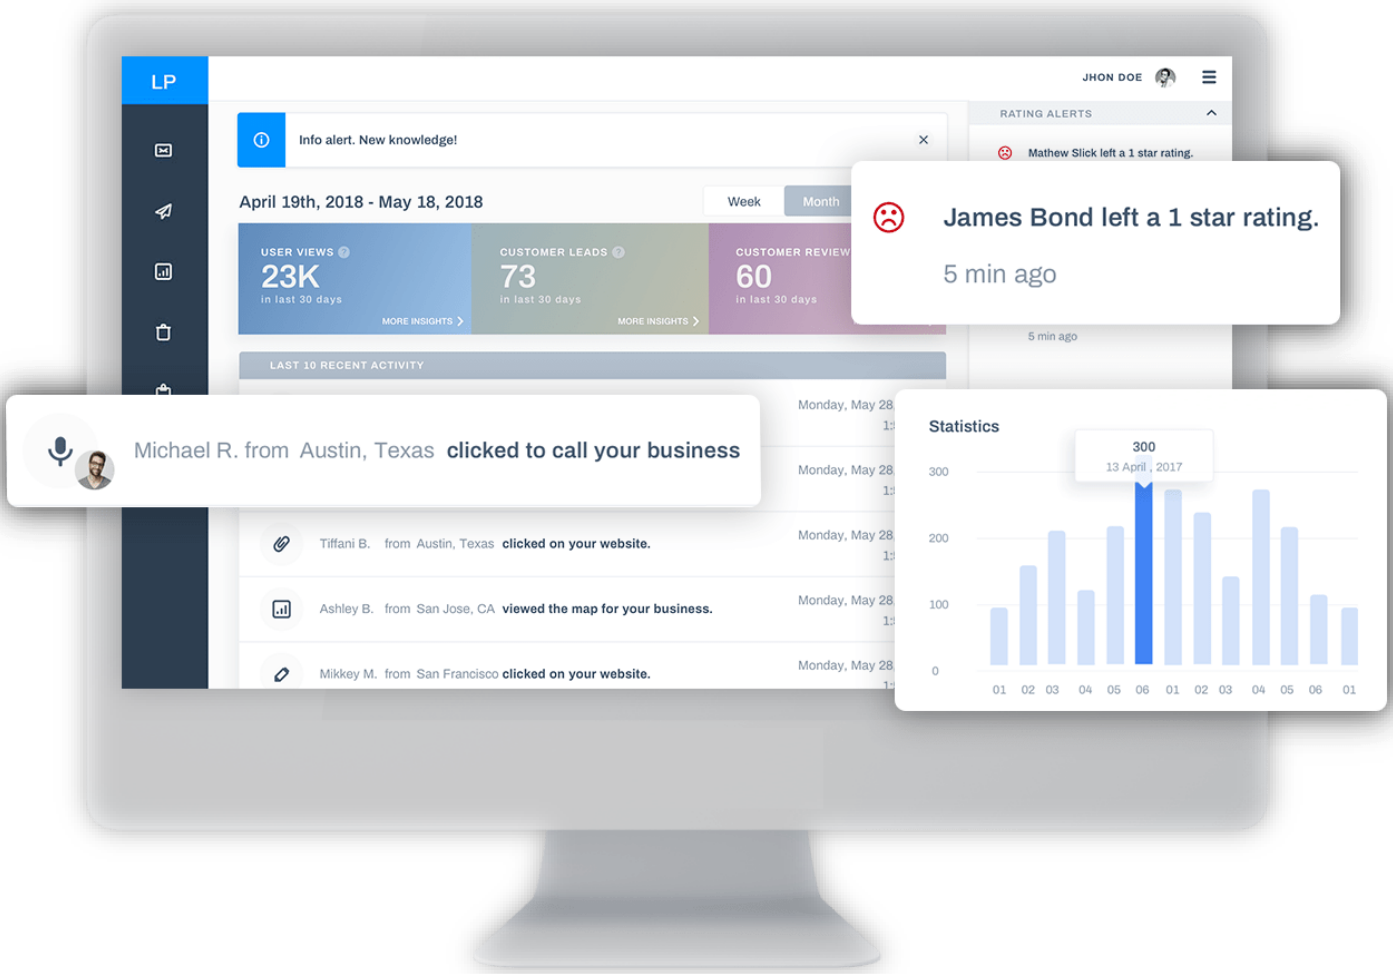 LP
JHON DOE
Info alert. New knowledge!
RATING ALERTS
Mathew Slick left a 1 star rating.
James Bond left a 1 star rating.
5 min ago
5 min ago
April 19th, 2018 - May 18, 2018
Week
Month
USER VIEWS ?
23K
in last 30 days
MORE INSIGHTS
CUSTOMER LEADS ?
73
in last 30 days
MORE INSIGHTS
CUSTOMER REVIEW
60
in last 30 days
LAST 10 RECENT ACTIVITY
Monday, May 28
Michael R. from Austin, Texas clicked to call your business
Monday, May 28
Tiffani B. from Austin, Texas clicked on your website.
Monday, May 28
Ashley B. from San Jose, CA viewed the map for your business.
Monday, May 28
Mikkey M. from San Francisco clicked on your website.
Monday, May 28
Statistics
300
13 April , 2017
300
200
100
0
01 02 03 04 05 06 01 02 03 04 05 06 01